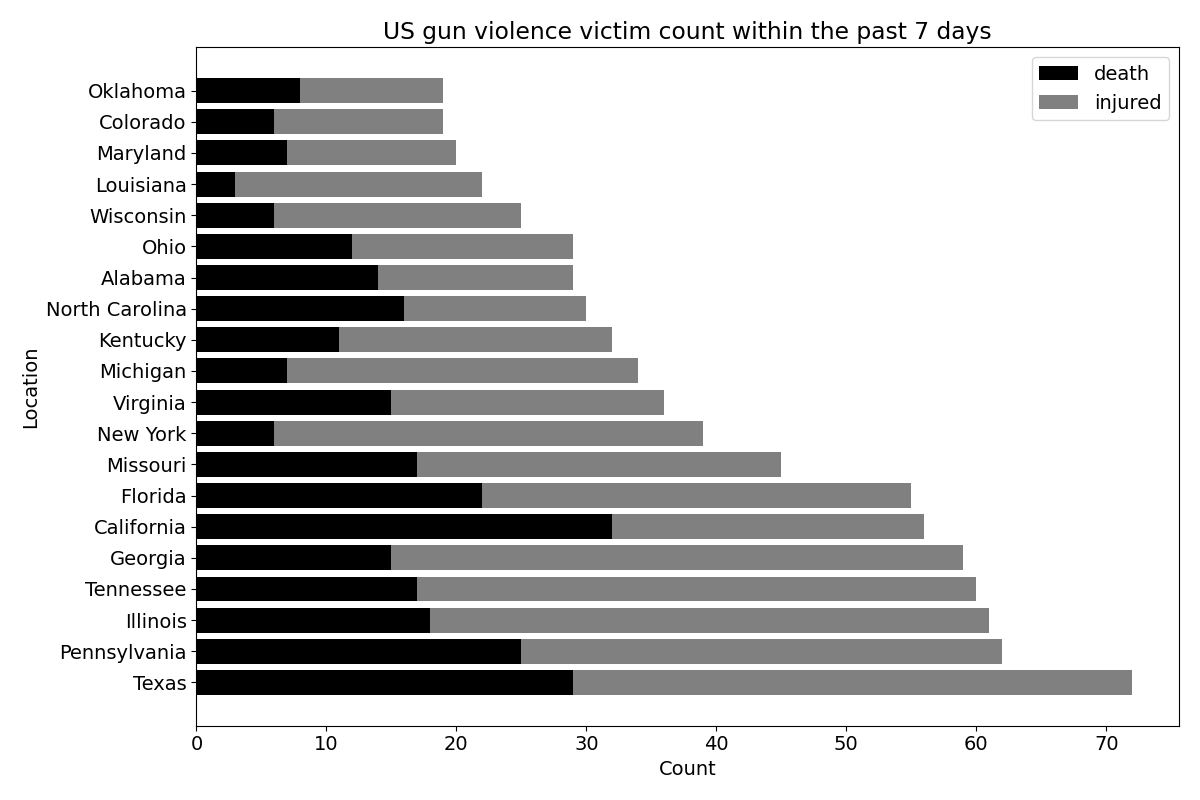 US gun violence victim count within the past 7 days
death
injured
Oklahoma
Colorado
Maryland
Louisiana
Wisconsin
Ohio
Alabama
North Carolina
Kentucky
Michigan
Virginia
New York
Missouri
Florida
California
Georgia
Tennessee
Illinois
Pennsylvania
Texas
Location
0 10 20 30 40 50 60 70
Count